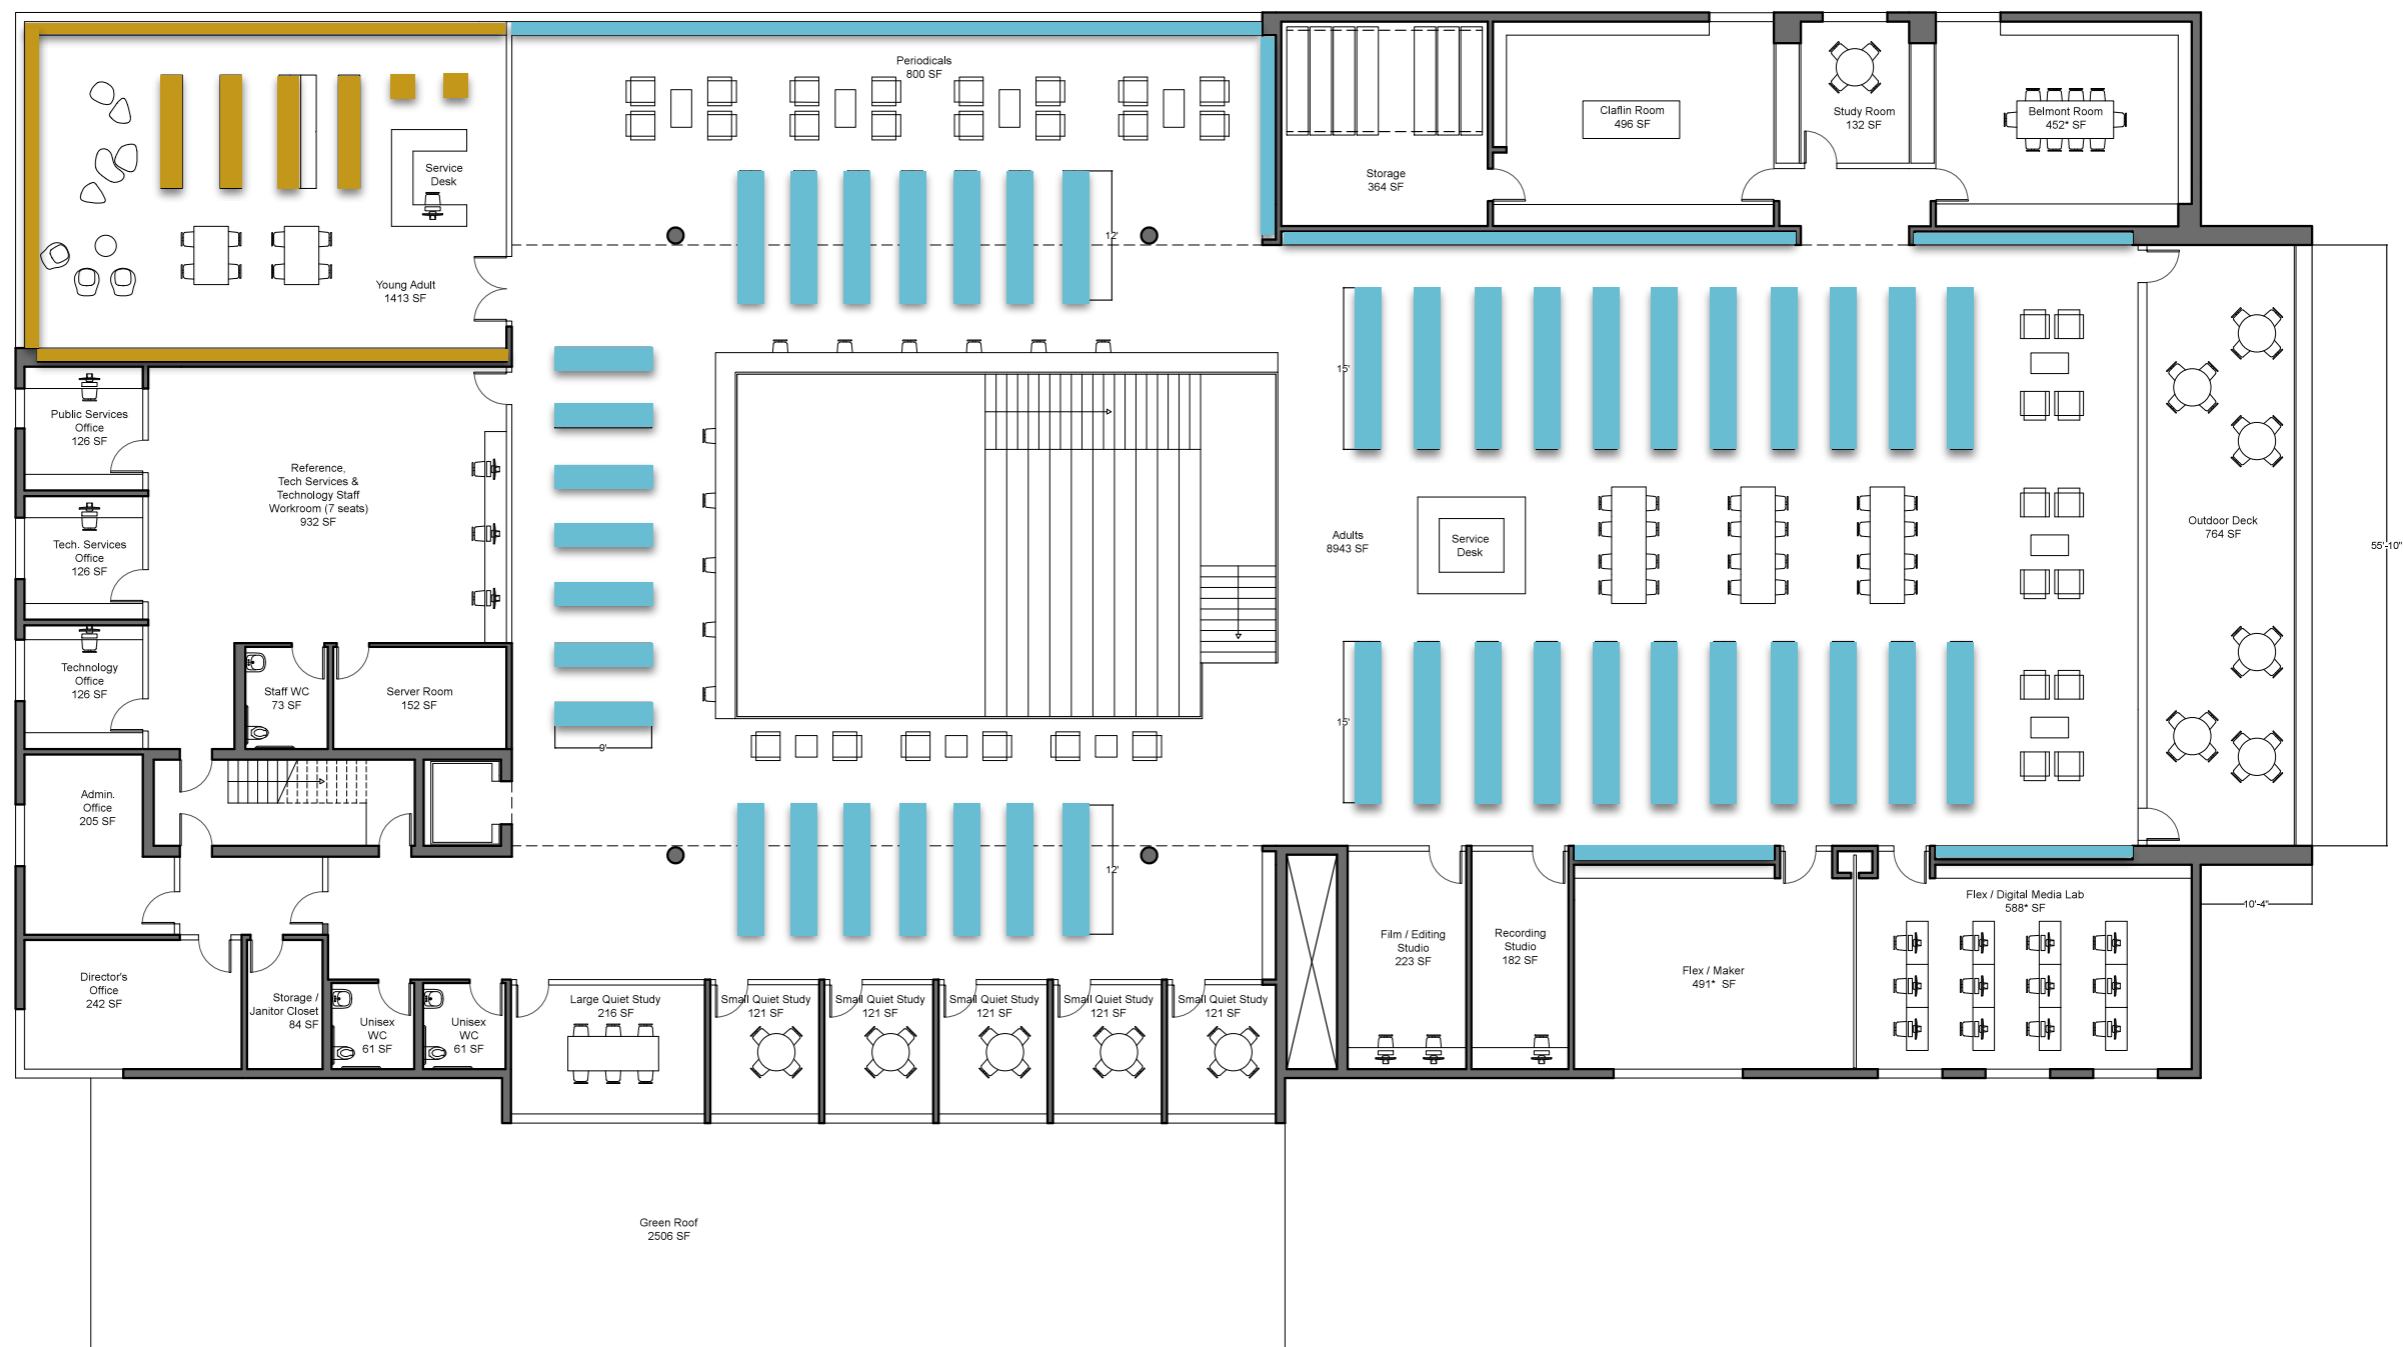 Periodicals
800 SF
Claflin Room
496 SF
Study Room
132 SF
Belmont Room
452* SF
Service
Desk
Storage
364 SF
12'
Young Adult
1413 SF
15'
Public Services
Office
126 SF
Reference,
Tech Services &
Technology Staff
Workroom (7 seats)
932 SF
Tech. Services
Office
126 SF
Adults
8943 SF
Service
Desk
Outdoor Deck
764 SF
55'-10"
Technology
Office
126 SF
Staff WC
73 SF
Server Room
152 SF
15'
9'
Admin.
Office
205 SF
12'
Flex / Digital Media Lab
588* SF
10'-4"
Film / Editing
Studio
223 SF
Recording
Studio
182 SF
Flex / Maker
491* SF
Director's
Office
242 SF
Storage /
Janitor Closet
84 SF
Unisex
WC
61 SF
Unisex
WC
61 SF
Large Quiet Study
216 SF
Small Quiet Study
121 SF
Small Quiet Study
121 SF
Small Quiet Study
121 SF
Small Quiet Study
121 SF
Small Quiet Study
121 SF
Green Roof
2506 SF